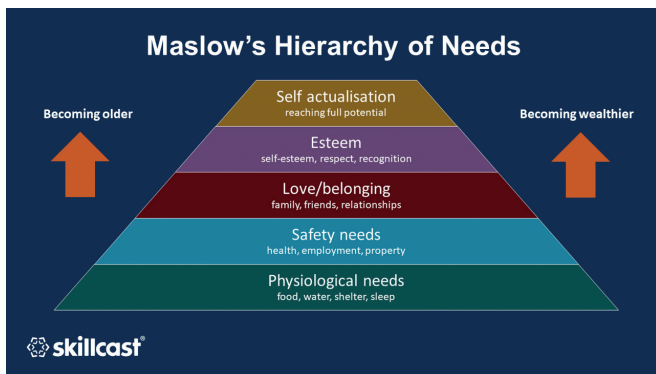 Maslow's Hierarchy of Needs
Becoming older
Becoming wealthier
Self actualisation
reaching full potential
Esteem
self-esteem, respect, recognition
Love/belonging
family, friends, relationships
Safety needs
health, employment, property
Physiological needs
food, water, shelter, sleep
skillcast®